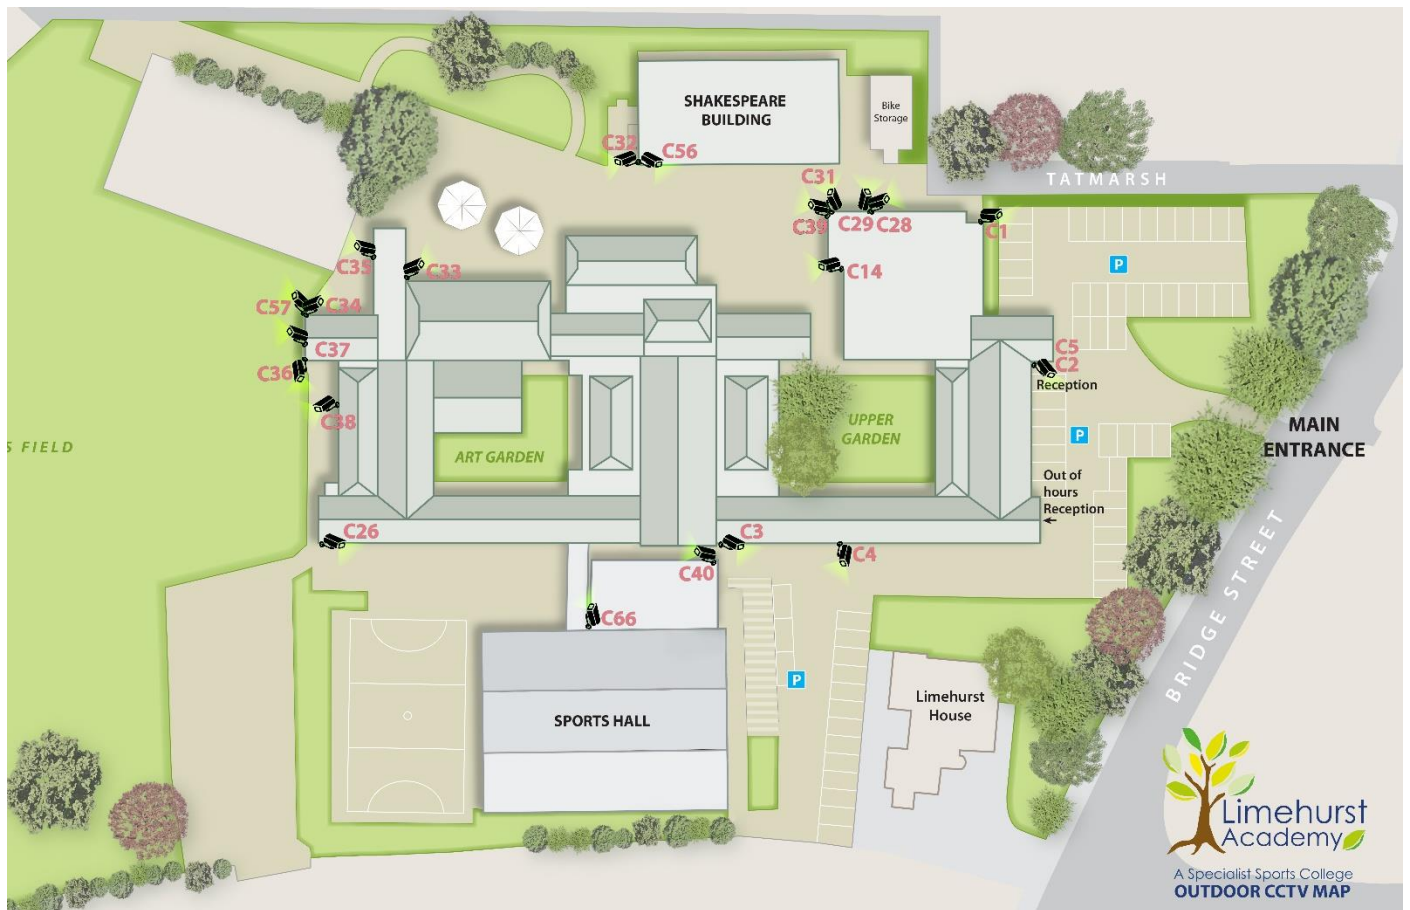 SHAKESPEARE
BUILDING
Bike
Storage
C32
C56
TATMARSH
C31
C39
C29
C28
C1
C14
P
C35
C33
C57
C34
C37
C36
C38
C5
C2
Reception
S FIELD
ART GARDEN
UPPER
GARDEN
P
MAIN
ENTRANCE
Out of
hours
Reception
C26
C3
C4
C40
C66
BRIDGE STREET
P
SPORTS HALL
Limehurst
House
Limehurst
Academy
A Specialist Sports College
OUTDOOR CCTV MAP